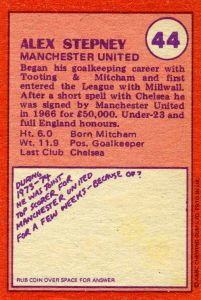 ALEX STEPNEY
44
MANCHESTER UNITED
Began his goalkeeping career with
Tooting & Mitcham and first
entered the League with Millwall.
After a short spell with Chelsea he
was signed by Manchester United
in 1966 for £50,000. Under-23 and
full England honours.
Ht. 6.0 Born Mitcham
Wt. 11.9 Pos. Goalkeeper
Last Club Chelsea
DURING
1973-74
HE WAS JOINT
TOP SCORER FOR
MANCHESTER UNITED
FOR A FEW WEEKS-BECAUSE OF?
RUB COIN OVER SPACE FOR ANSWER